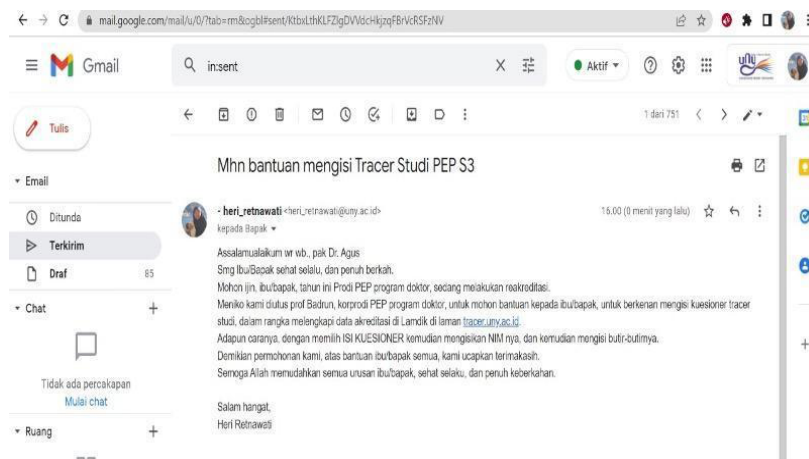 mail.google.com/mail/u/0/?tab=rm&ogbl#sent/
Gmail
in:sent
Aktif
Tulis
1 dari 751
Mhn bantuan mengisi Tracer Studi PEP S3
Email
- heri_retnawati <heri_retnawati@uny.ac.id>
16.00 (0 menit yang lalu)
kepada Bapak
Ditunda
Terkirim
Draf 85
Chat
Tidak ada percakapan
Mulai chat
Ruang
Assalamualaikum wr wb., pak Dr. Agus
Smg Ibu/Bapak sehat selalu, dan penuh berkah.
Mohon ijin, ibu/bapak, tahun ini Prodi PEP program doktor, sedang melakukan reakreditasi.
Meniko kami diutus prof Badrun, korprodi PEP program doktor, untuk mohon bantuan kepada ibu/bapak, untuk berkenan mengisi kuesioner tracer
studi, dalam rangka melengkapi data akreditasi di Lamdik di laman tracer.uny.ac.id.
Adapun caranya, dengan memilih ISI KUESIONER kemudian mengisikan NIM nya, dan kemudian mengisi butir-butirnya.
Demikian permohonan kami, atas bantuan ibu/bapak semua, kami ucapkan terimakasih.
Semoga Allah memudahkan semua urusan ibu/bapak, sehat selaku, dan penuh keberkahan.
Salam hangat,
Heri Retnawati